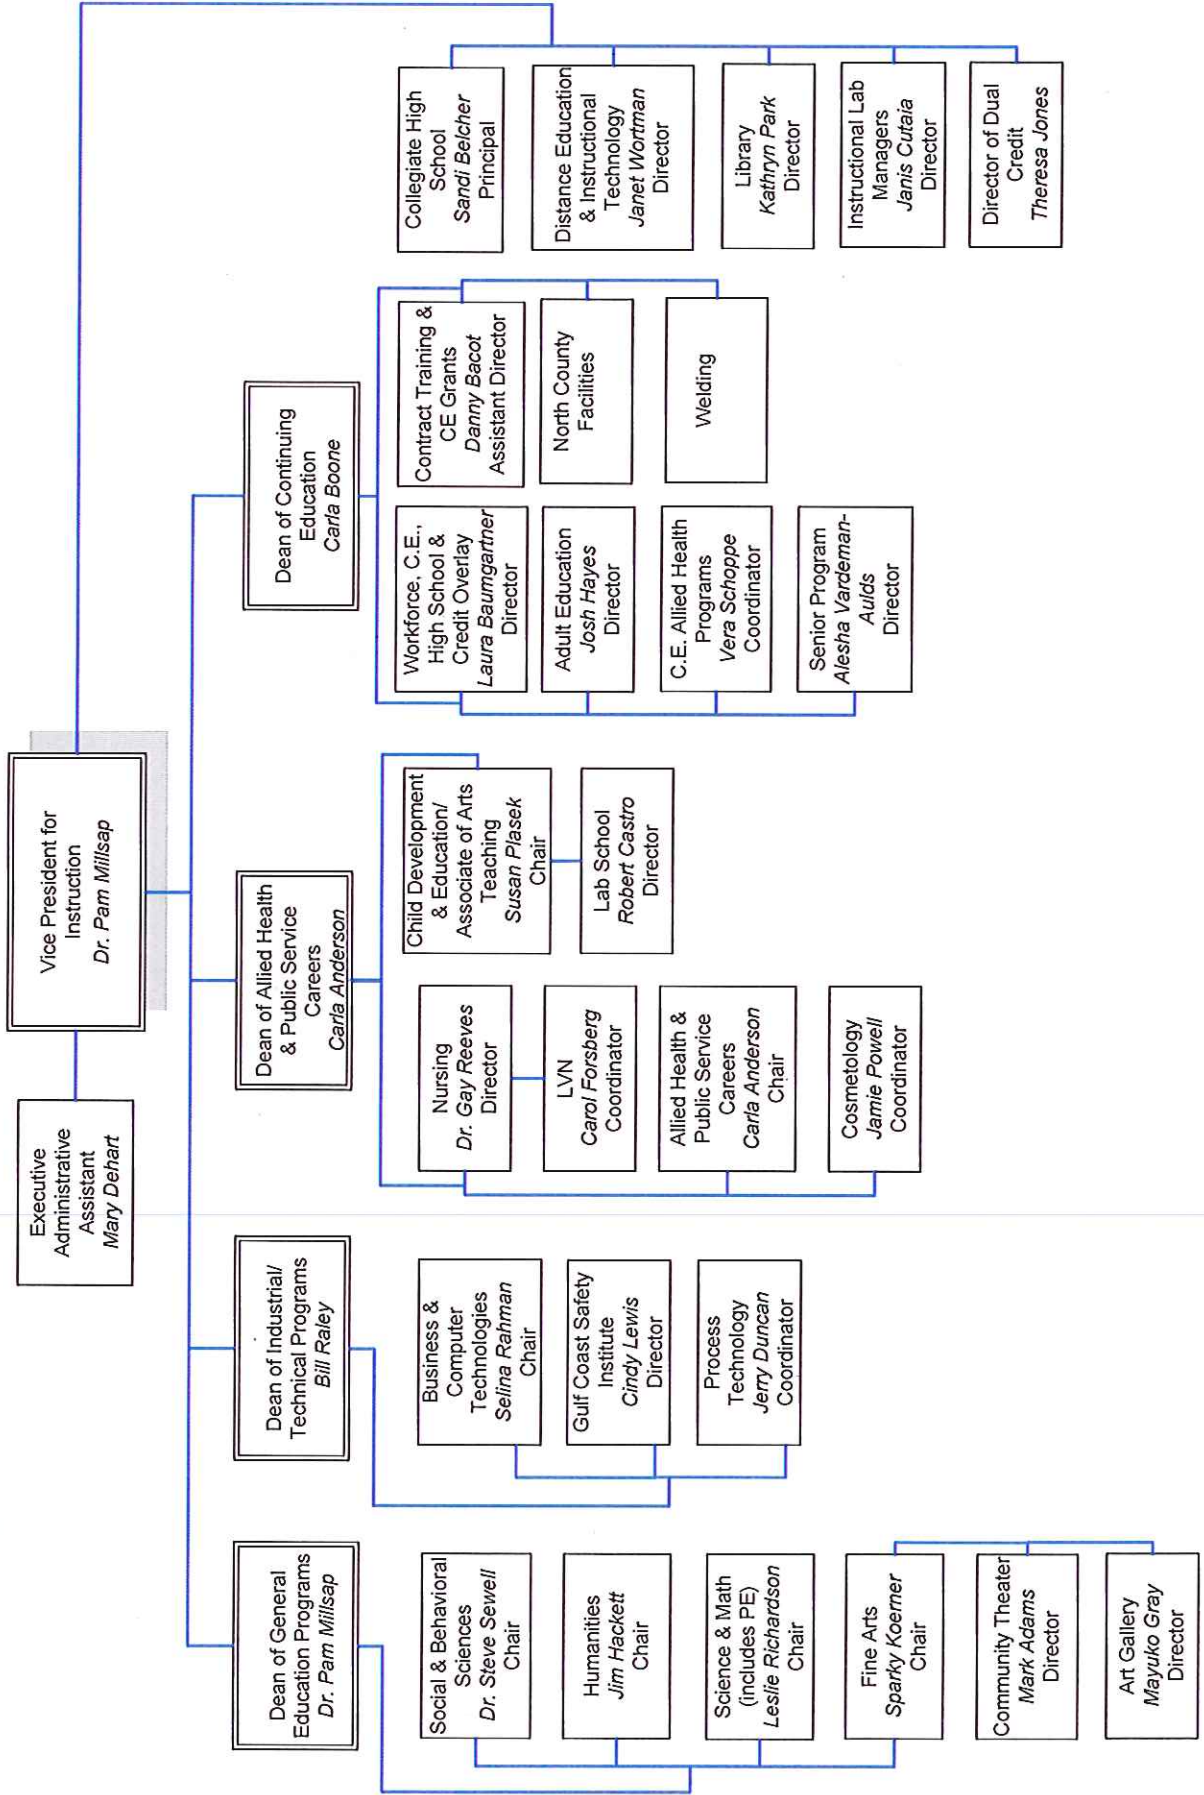 Executive
Administrative
Assistant
Mary Dehart
Vice President for
Instruction
Dr. Pam Millsap
Dean of General
Education Programs
Dr. Pam Millsap
Dean of Industrial/
Technical Programs
Bill Raley
Dean of Allied Health
& Public Service
Careers
Carla Anderson
Dean of Continuing
Education
Carla Boone
Social & Behavioral
Sciences
Dr. Steve Sewell
Chair
Humanities
Jim Hackett
Chair
Science & Math
(includes PE)
Leslie Richardson
Chair
Fine Arts
Sparky Koerner
Chair
Community Theater
Mark Adams
Director
Art Gallery
Mayuko Gray
Director
Business &
Computer
Technologies
Selina Rahman
Chair
Gulf Coast Safety
Institute
Cindy Lewis
Director
Process
Technology
Jerry Duncan
Coordinator
Nursing
Dr. Gay Reeves
Director
LVN
Carol Forsberg
Coordinator
Allied Health &
Public Service
Careers
Carla Anderson
Chair
Cosmetology
Jamie Powell
Coordinator
Child Development
& Education/
Associate of Arts
Teaching
Susan Plasek
Chair
Lab School
Robert Castro
Director
Workforce, C.E.,
High School &
Credit Overlay
Laura Baumgartner
Director
Adult Education
Josh Hayes
Director
C.E. Allied Health
Programs
Vera Schoppe
Coordinator
Senior Program
Alesha Vardeman-
Aulds
Director
Contract Training &
CE Grants
Danny Bacot
Assistant Director
North County
Facilities
Welding
Collegiate High
School
Sandi Belcher
Principal
Distance Education
& Instructional
Technology
Janet Wortman
Director
Library
Kathryn Park
Director
Instructional Lab
Managers
Janis Cutaia
Director
Director of Dual
Credit
Theresa Jones